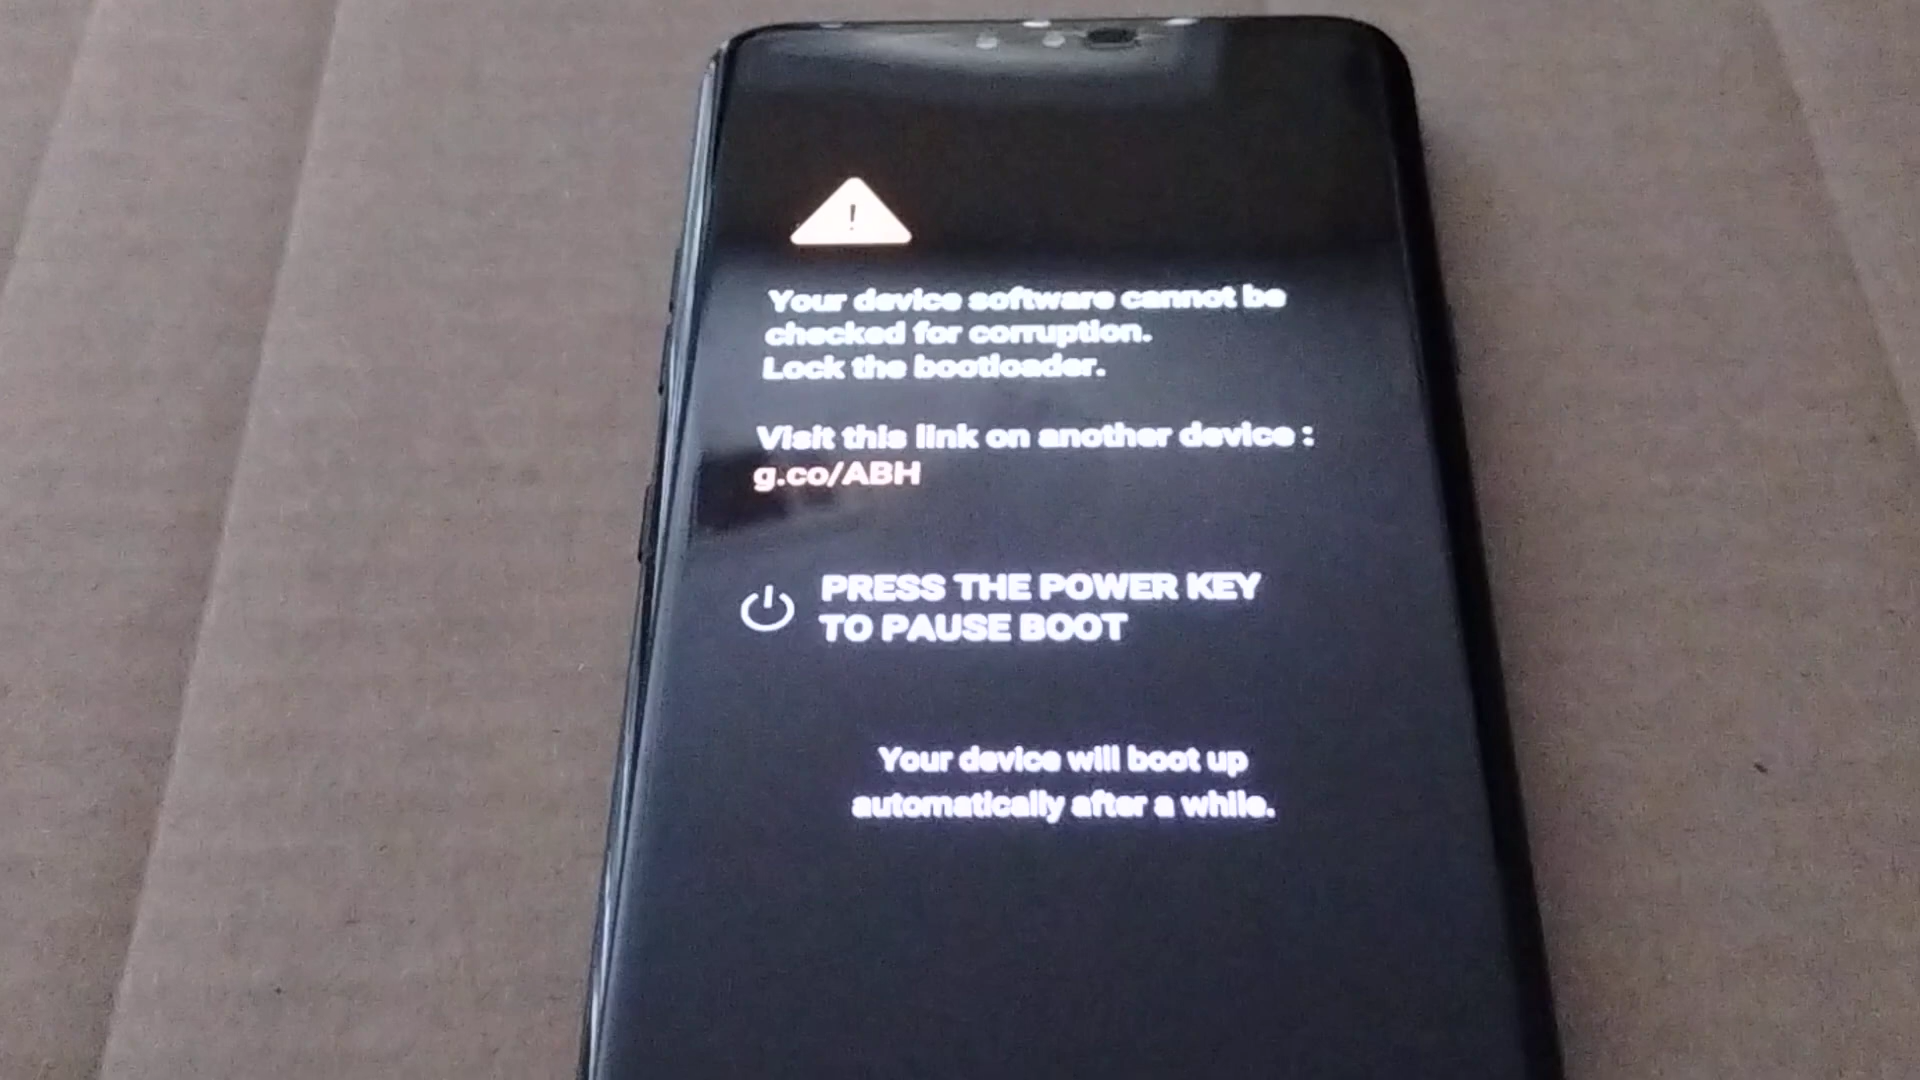 !
Your device software cannot be
checked for corruption.
Lock the bootloader.
Visit this link on another device :
g.co/ABH
PRESS THE POWER KEY
TO PAUSE BOOT
Your device will boot up
automatically after a while.